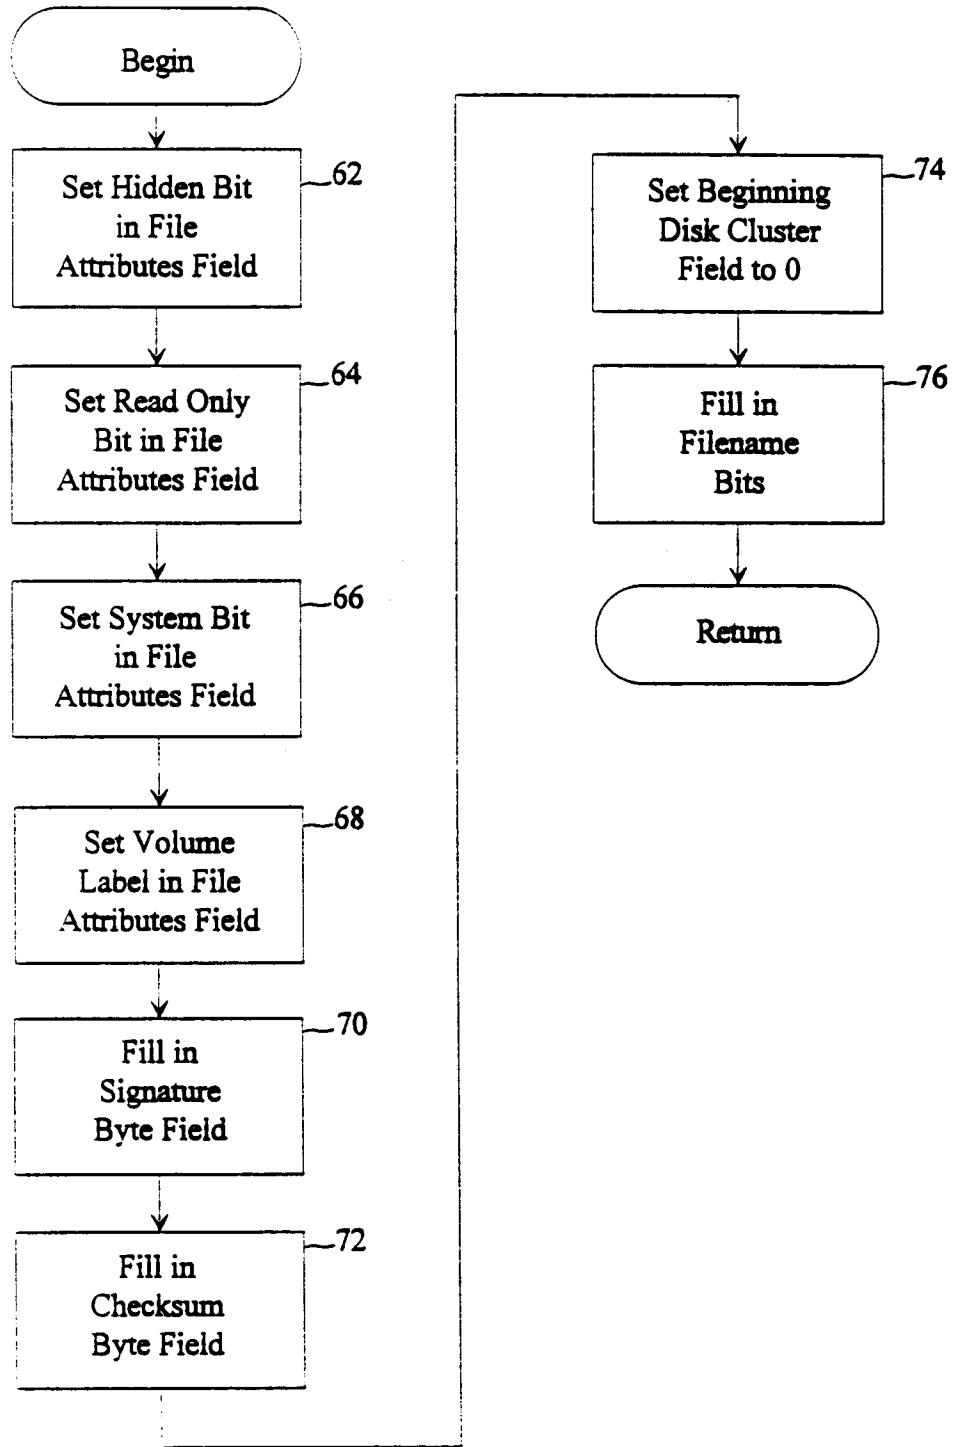 Begin
62
Set Hidden Bit
in File
Attributes Field
64
Set Read Only
Bit in File
Attributes Field
66
Set System Bit
in File
Attributes Field
68
Set Volume
Label in File
Attributes Field
70
Fill in
Signature
Byte Field
72
Fill in
Checksum
Byte Field
74
Set Beginning
Disk Cluster
Field to 0
76
Fill in
Filename
Bits
Return